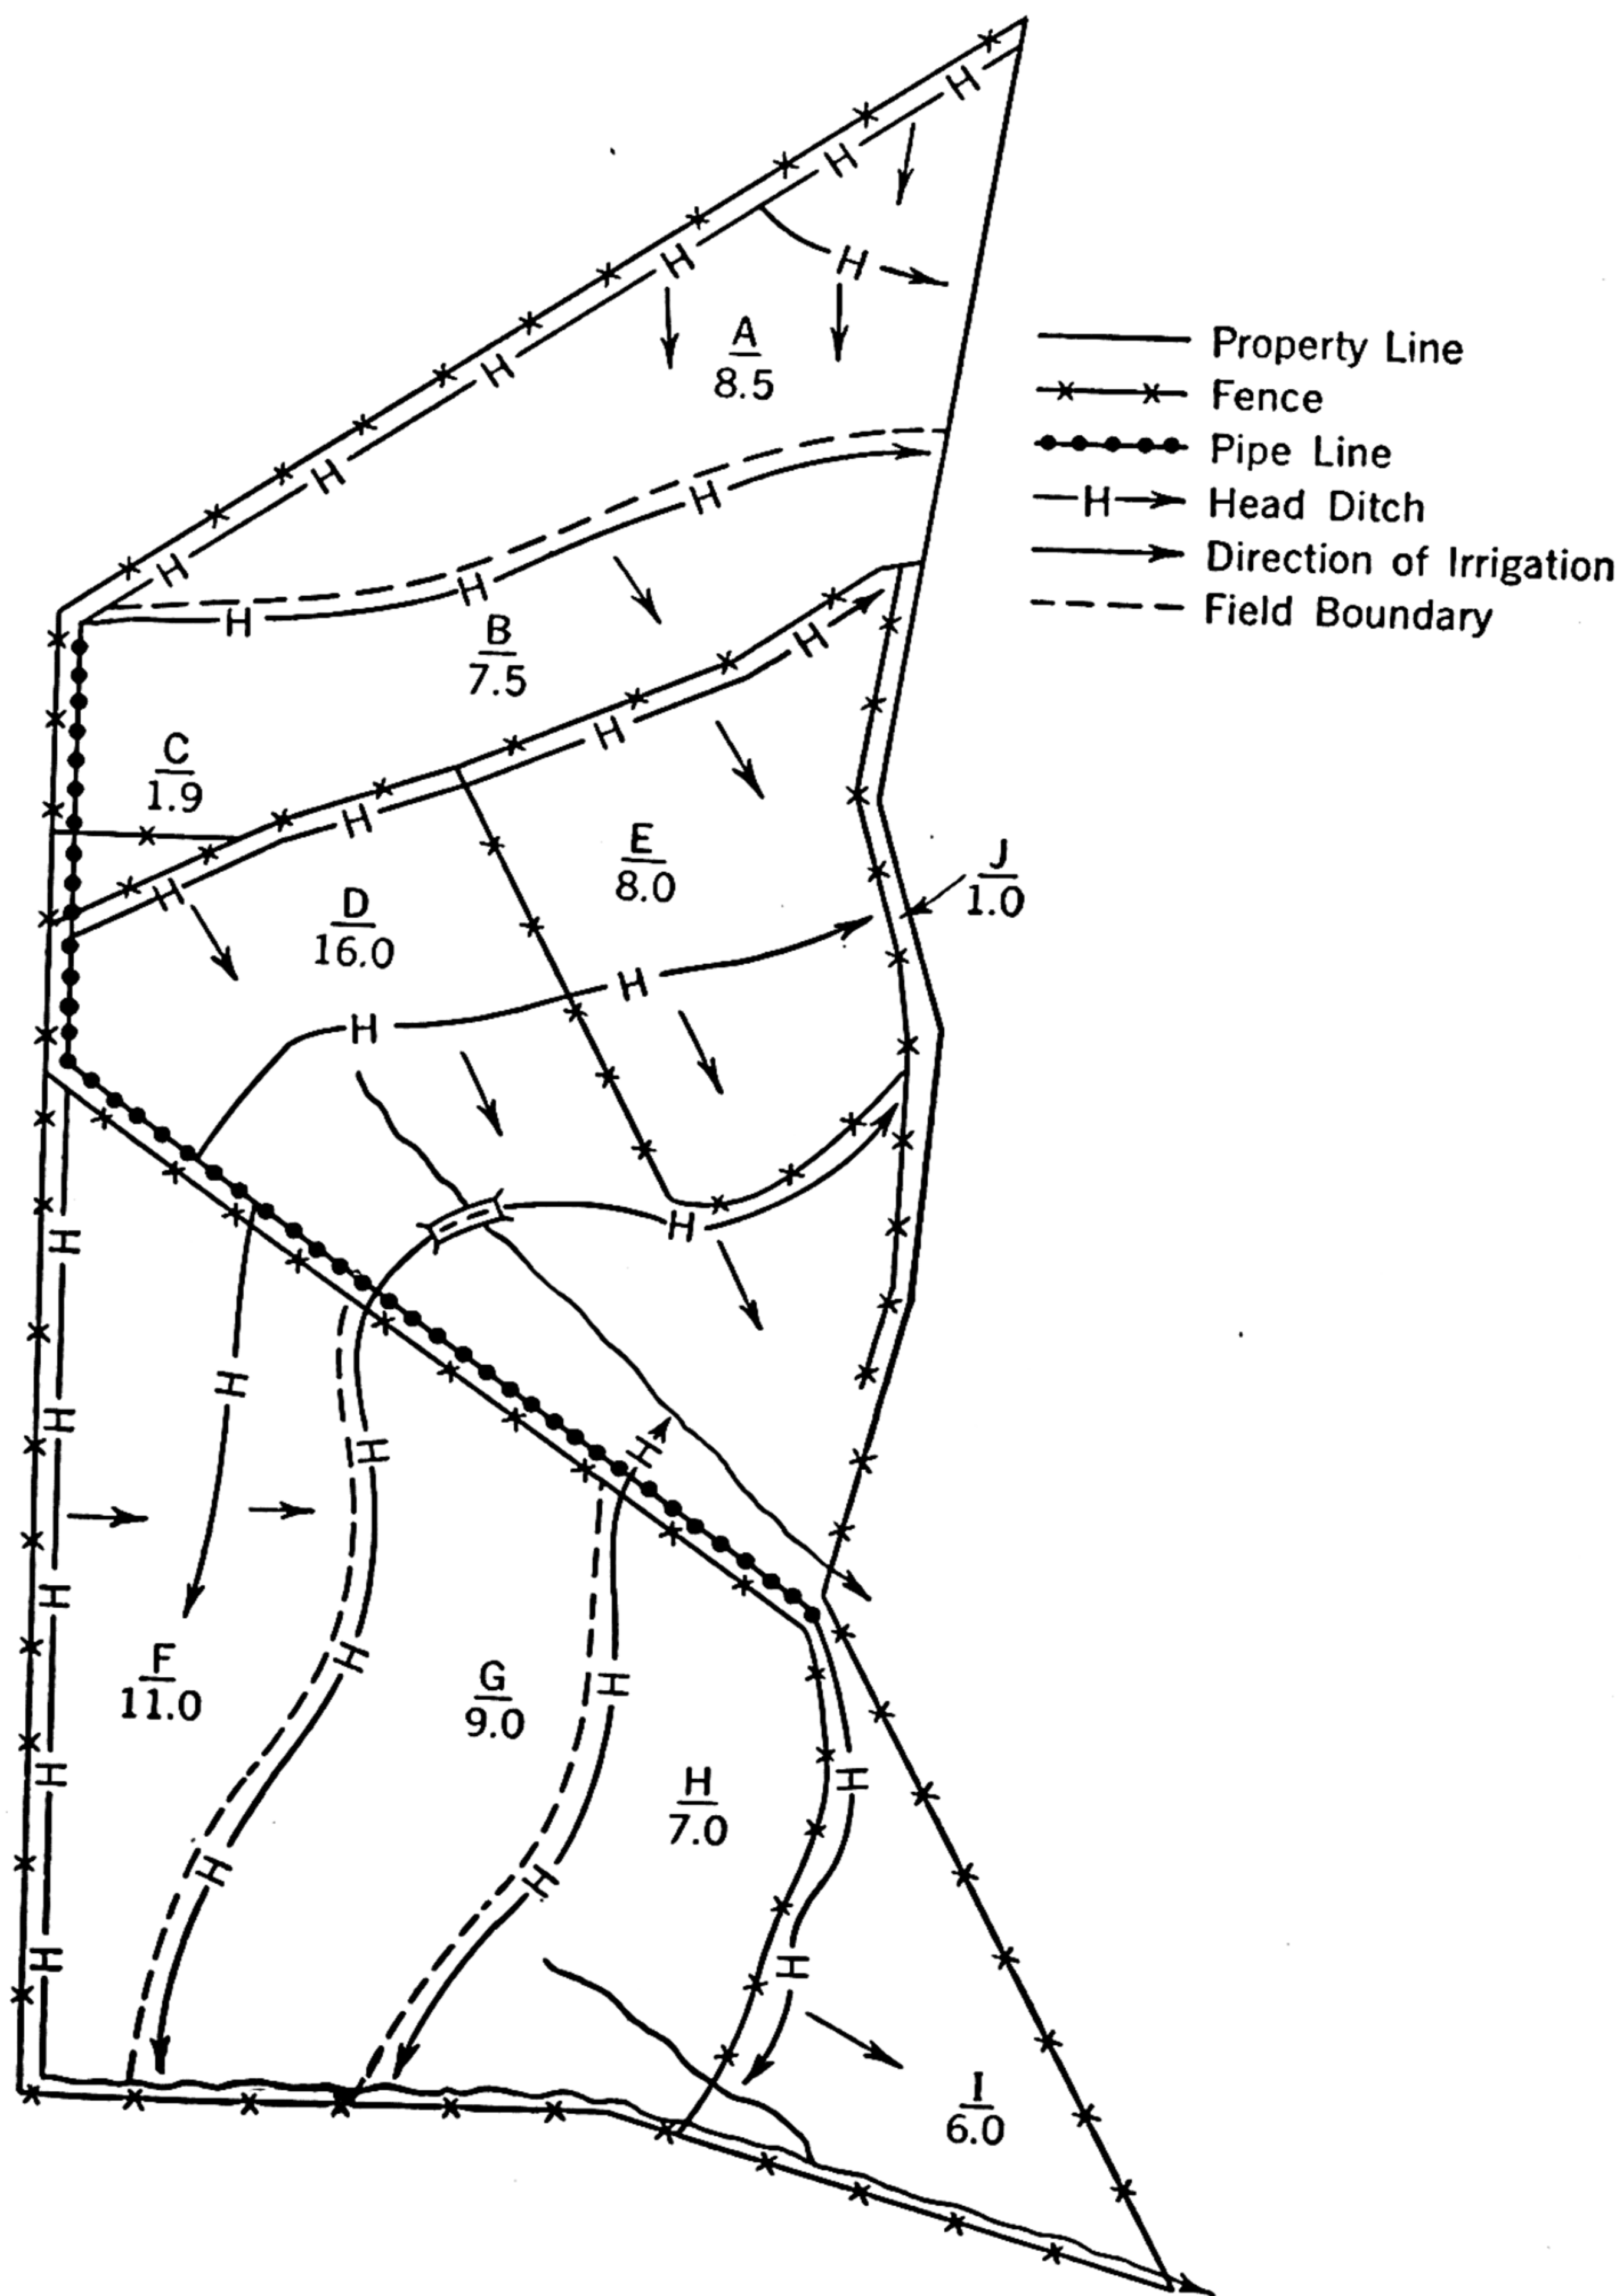 H
H
H
A
8.5
H
H
H
H
H
H
H
B
7.5
H
H
C
1.9
H
H
D
16.0
E
8.0
J
1.0
H
H
H
H
H
H
H
H
H
H
F
11.0
H
G
9.0
H
H
7.0
H
H
H
H
H
H
I
6.0
Property Line
Fence
Pipe Line
H Head Ditch
Direction of Irrigation
Field Boundary